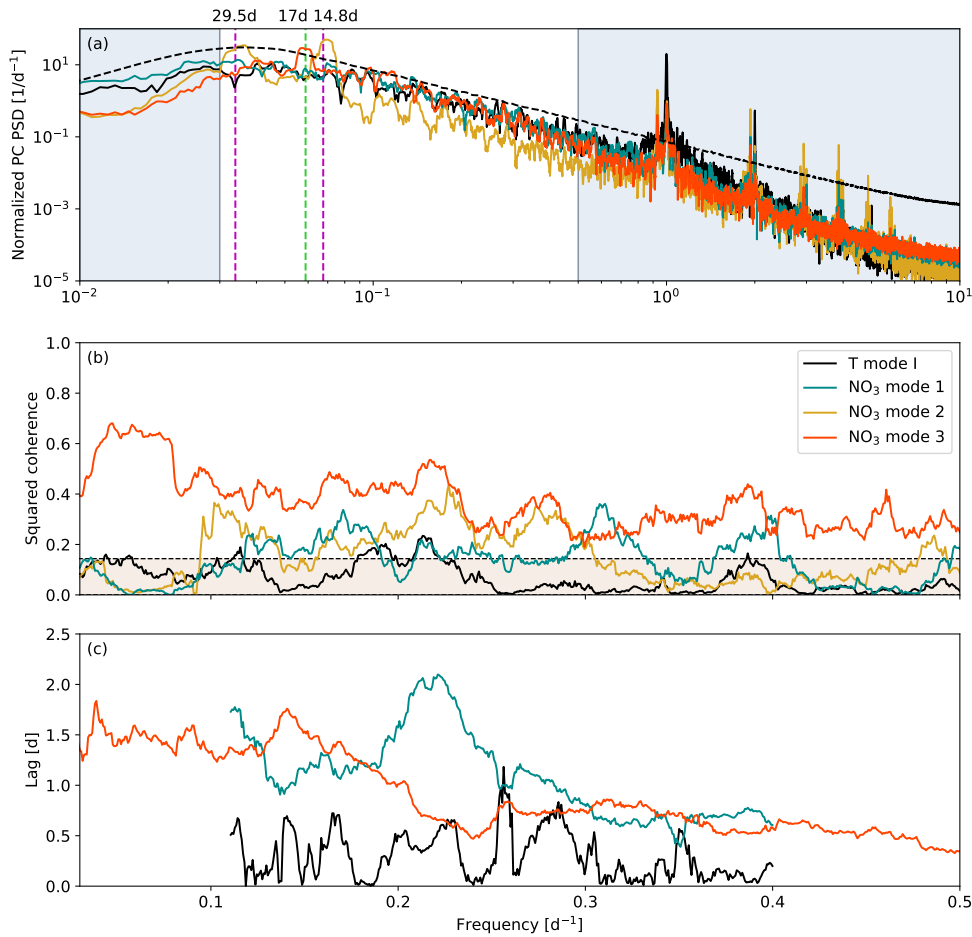 29.5d 17d 14.8d
(a)
Normalized PC PSD [1/d⁻¹]
10¹
10⁻¹
10⁻³
10⁻⁵
10⁻² 10⁻¹ 10⁰ 10¹
(b)
Squared coherence
1.0
0.8
0.6
0.4
0.2
0.0
T mode I
NO₃ mode 1
NO₃ mode 2
NO₃ mode 3
(c)
Lag [d]
2.5
2.0
1.5
1.0
0.5
0.0
0.1 0.2 0.3 0.4 0.5
Frequency [d⁻¹]